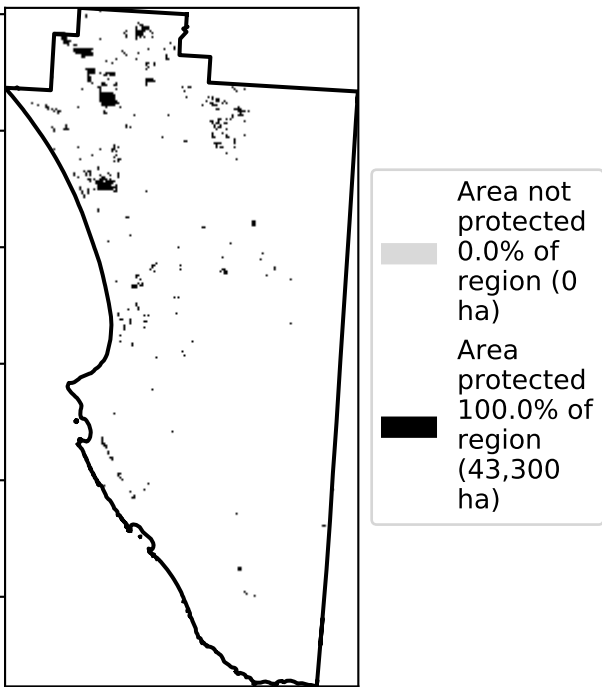 Area not
protected
0.0% of
region (0
ha)
Area
protected
100.0% of
region
(43,300
ha)